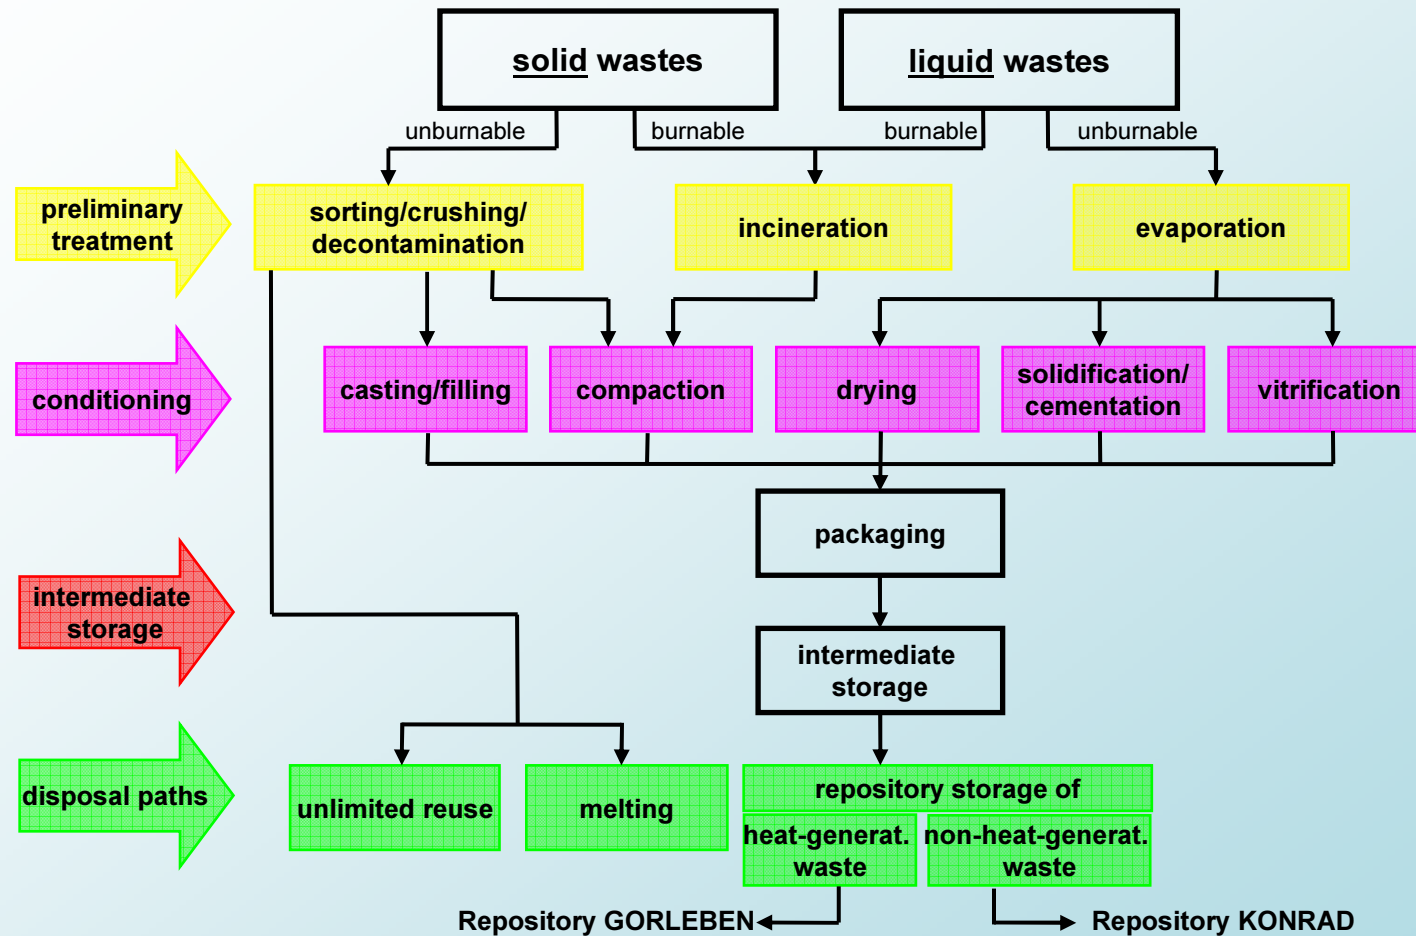 solid wastes
liquid wastes
unburnable
burnable
burnable
unburnable
preliminary
treatment
sorting/crushing/
decontamination
incineration
evaporation
conditioning
casting/filling
compaction
drying
solidification/
cementation
vitrification
packaging
intermediate
storage
intermediate
storage
disposal paths
unlimited reuse
melting
repository storage of
heat-generat.
waste
non-heat-generat.
waste
Repository GORLEBEN
Repository KONRAD